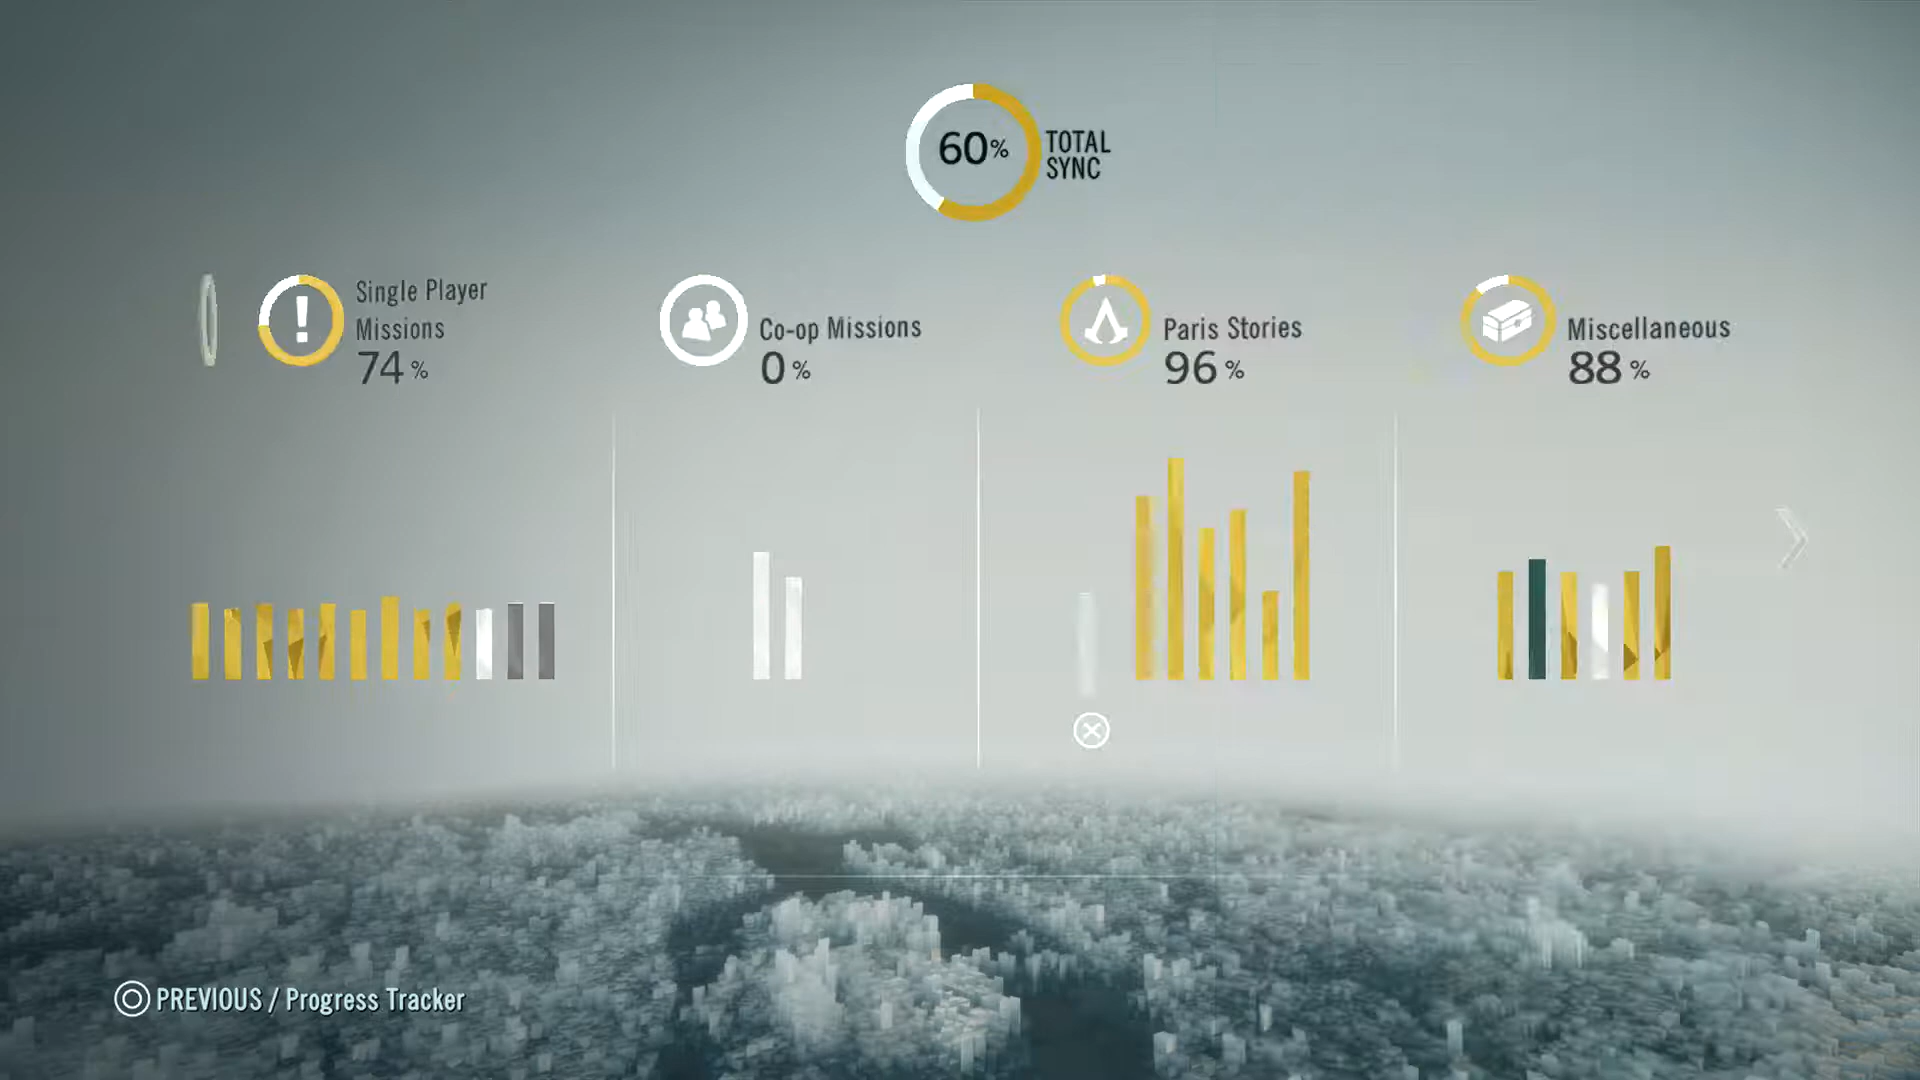 60%
TOTAL
SYNC
Single Player
Missions
74 %
Co-op Missions
0 %
Paris Stories
96 %
Miscellaneous
88 %
PREVIOUS / Progress Tracker